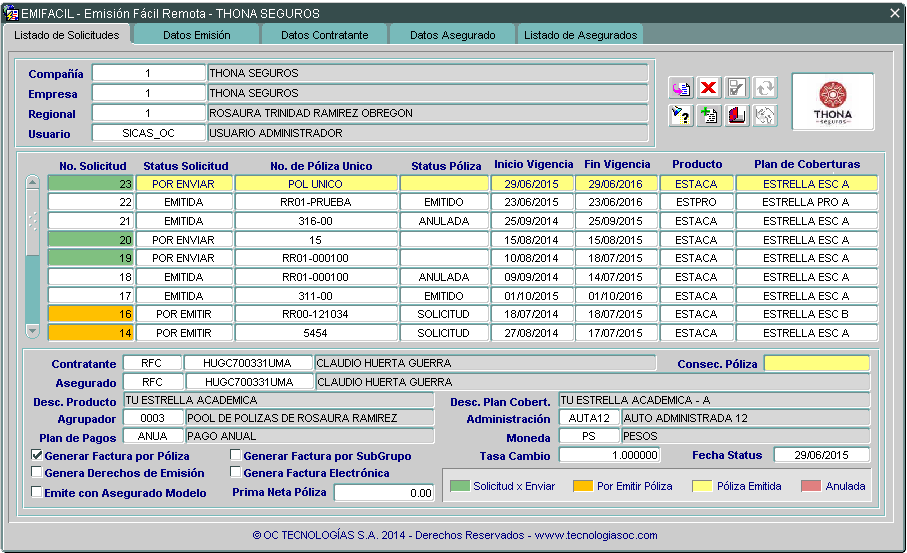 EMIFACIL - Emisión Fácil Remota - THONA SEGUROS
Listado de Solicitudes Datos Emisión Datos Contratante Datos Asegurado Listado de Asegurados
Compañía 1 THONA SEGUROS
Empresa 1 THONA SEGUROS
Regional 1 ROSAURA TRINIDAD RAMIREZ OBREGON
Usuario SICAS_OC USUARIO ADMINISTRADOR
THONA
seguros
No. Solicitud Status Solicitud No. de Póliza Unico Status Póliza Inicio Vigencia Fin Vigencia Producto Plan de Coberturas
23 POR ENVIAR POL UNICO 29/06/2015 29/06/2016 ESTACA ESTRELLA ESC A
22 EMITIDA RR01-PRUEBA EMITIDO 23/06/2015 23/06/2016 ESTPRO ESTRELLA PRO A
21 EMITIDA 316-00 ANULADA 25/09/2014 25/09/2015 ESTACA ESTRELLA ESC A
20 POR ENVIAR 15 15/08/2014 15/08/2015 ESTACA ESTRELLA ESC A
19 POR ENVIAR RR01-000100 10/08/2014 18/07/2015 ESTACA ESTRELLA ESC A
18 EMITIDA RR01-000100 ANULADA 09/09/2014 14/07/2015 ESTACA ESTRELLA ESC A
17 EMITIDA 311-00 EMITIDO 01/10/2015 01/10/2016 ESTACA ESTRELLA ESC A
16 POR EMITIR RR00-121034 SOLICITUD 18/07/2014 18/07/2015 ESTACA ESTRELLA ESC B
14 POR EMITIR 5454 SOLICITUD 27/08/2014 17/07/2015 ESTACA ESTRELLA ESC A
Contratante RFC HUGC700331UMA CLAUDIO HUERTA GUERRA Consec. Póliza
Asegurado RFC HUGC700331UMA CLAUDIO HUERTA GUERRA
Desc. Producto TU ESTRELLA ACADEMICA Desc. Plan Cobert. TU ESTRELLA ACADEMICA - A
Agrupador 0003 POOL DE POLIZAS DE ROSAURA RAMIREZ Administración AUTA12 AUTO ADMINISTRADA 12
Plan de Pagos ANUA PAGO ANUAL Moneda PS PESOS
Generar Factura por Póliza Generar Factura por SubGrupo Tasa Cambio 1.000000 Fecha Status 29/06/2015
Genera Derechos de Emisión Genera Factura Electrónica
Emite con Asegurado Modelo Prima Neta Póliza 0.00 Solicitud x Enviar Por Emitir Póliza Póliza Emitida Anulada
© OC TECNOLOGÍAS S.A. 2014 - Derechos Reservados - www.tecnologiasoc.com